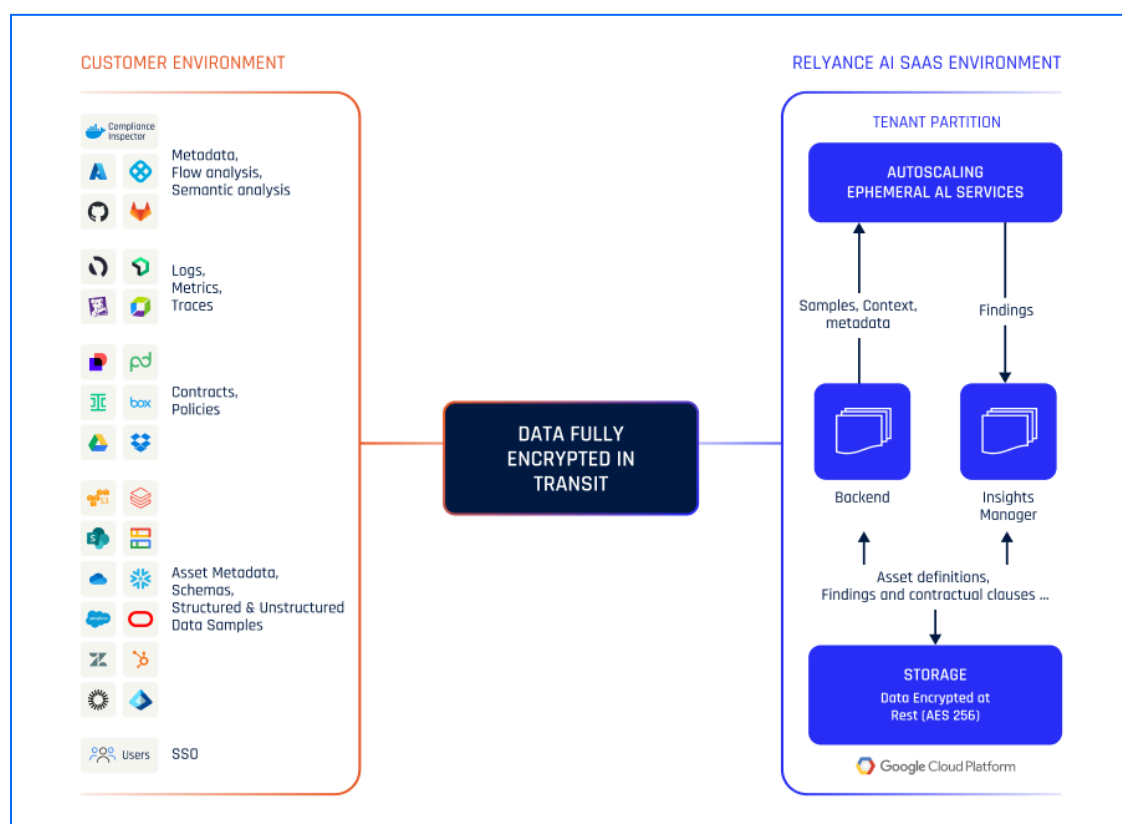 CUSTOMER ENVIRONMENT
Compliance
Inspector
Metadata,
Flow analysis,
Semantic analysis
Logs,
Metrics,
Traces
pd
box
Contracts,
Policies
S3
S
Asset Metadata,
Schemas,
Structured & Unstructured
Data Samples
salesforce
Users
SSO
DATA FULLY
ENCRYPTED IN
TRANSIT
RELYANCE AI SAAS ENVIRONMENT
TENANT PARTITION
AUTOSCALING
EPHEMERAL AL SERVICES
Samples, Context,
metadata
Findings
Backend
Insights
Manager
Asset definitions,
Findings and contractual clauses ...
STORAGE
Data Encrypted at
Rest (AES 256)
Google Cloud Platform